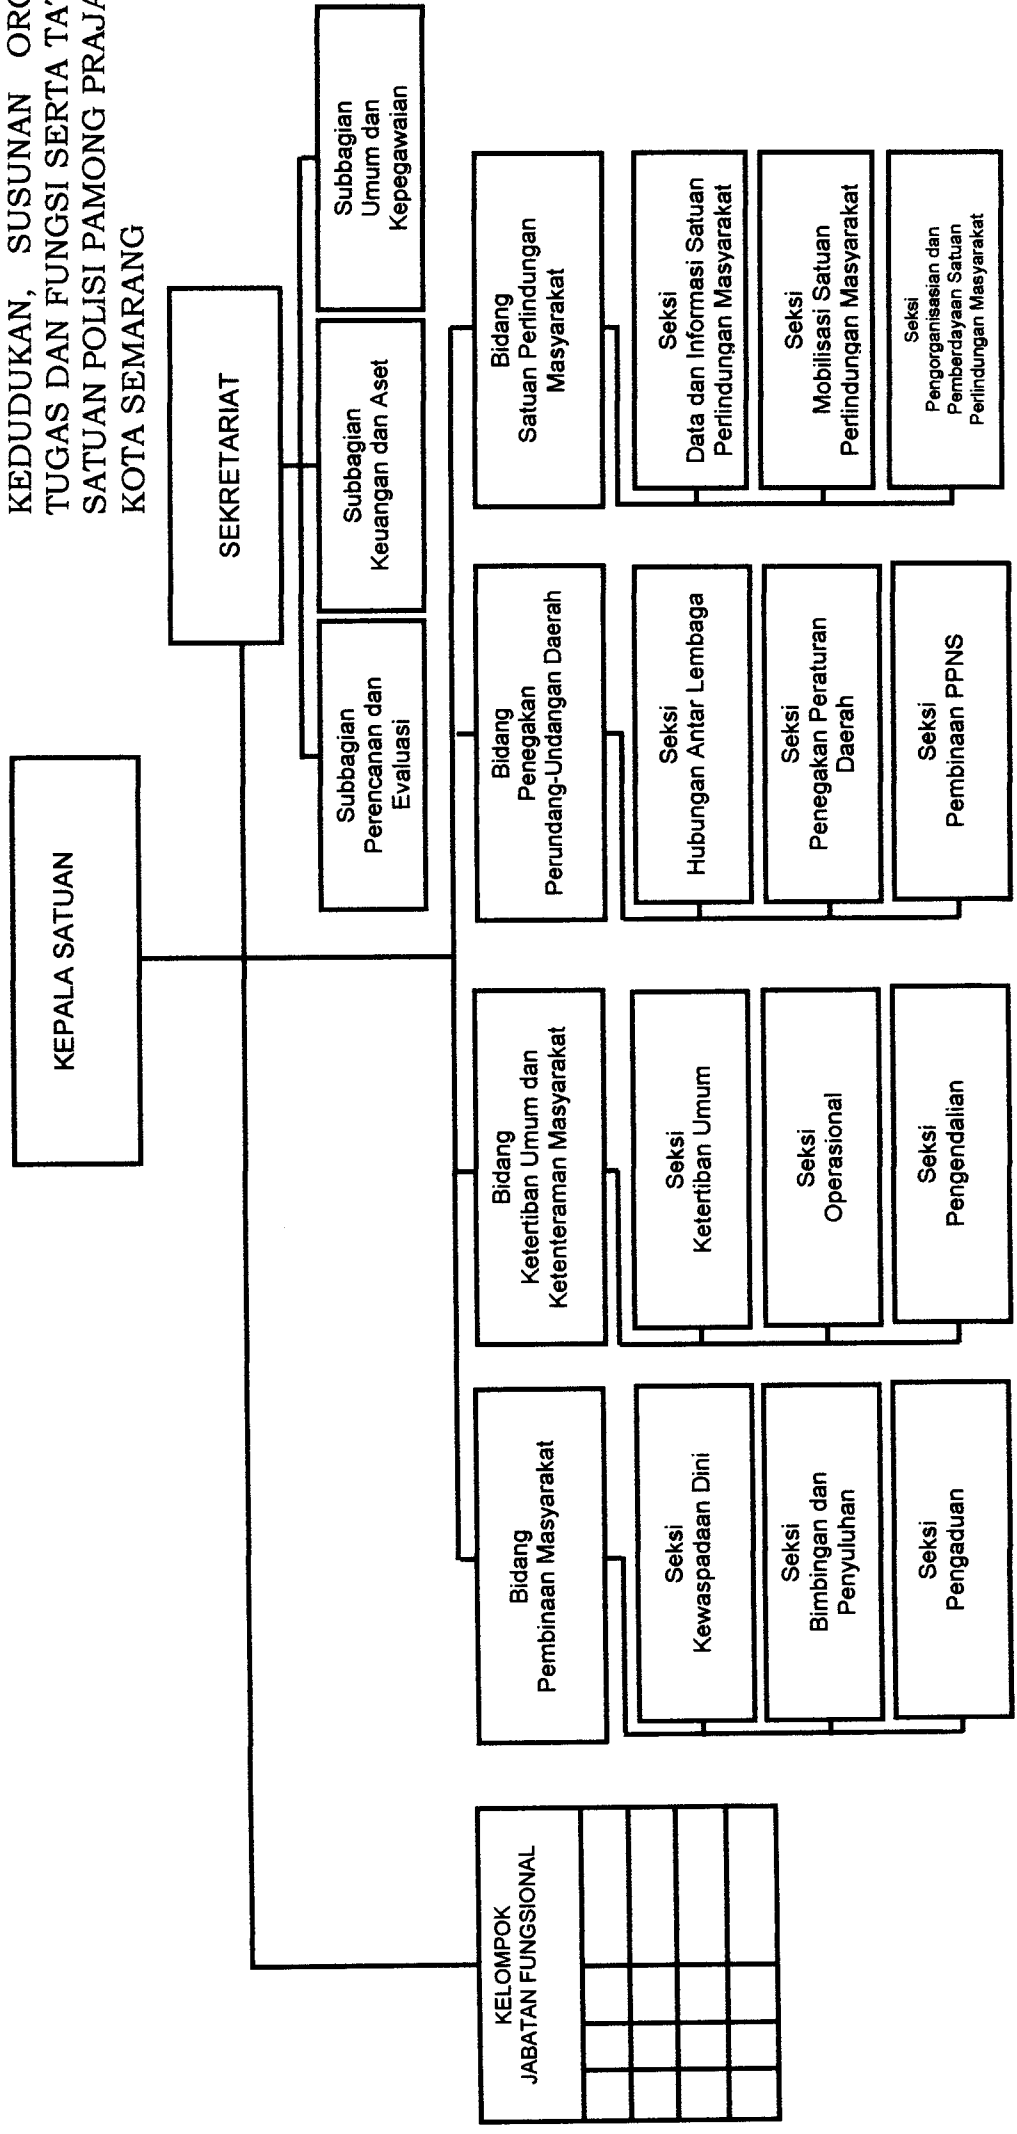 KEDUDUKAN, SUSUNAN
TUGAS DAN FUNGSI SERTA
SATUAN POLISI PAMONG PRAJA
KOTA SEMARANG
KEPALA SATUAN
SEKRETARIAT
Subbagian
Perencanan dan
Evaluasi
Subbagian
Keuangan dan Aset
Subbagian
Umum dan
Kepegawaian
KELOMPOK
JABATAN FUNGSIONAL
Bidang
Pembinaan Masyarakat
Seksi
Kewaspadaan Dini
Seksi
Bimbingan dan
Penyuluhan
Seksi
Pengaduan
Bidang
Ketertiban Umum dan
Ketenteraman Masyarakat
Seksi
Ketertiban Umum
Seksi
Operasional
Seksi
Pengendalian
Bidang
Penegakan
Perundang-Undangan Daerah
Seksi
Hubungan Antar Lembaga
Seksi
Penegakan Peraturan
Daerah
Seksi
Pembinaan PPNS
Bidang
Satuan Perlindungan
Masyarakat
Seksi
Data dan Informasi Satuan
Perlindungan Masyarakat
Seksi
Mobilisasi Satuan
Perlindungan Masyarakat
Seksi
Pengorganisasian dan
Pemberdayaan Satuan
Perlindungan Masyarakat